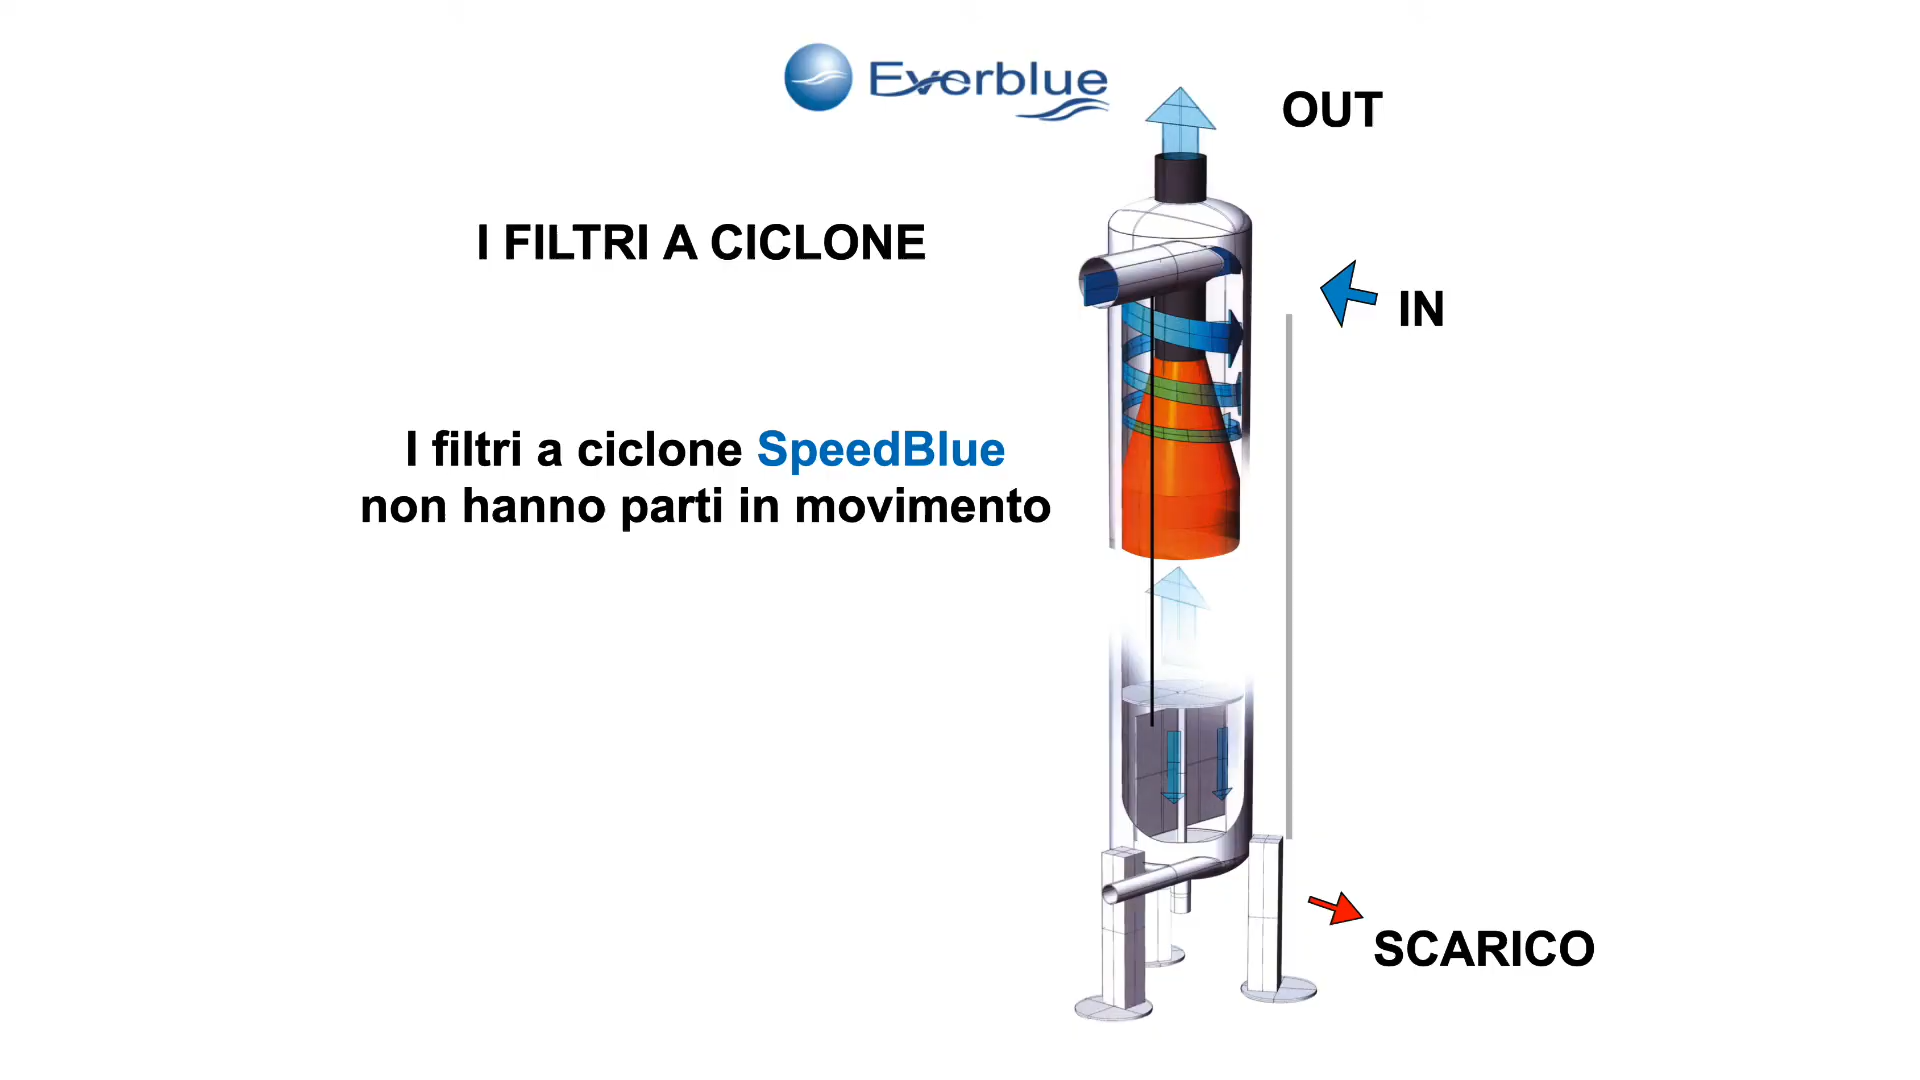 Everblue
OUT
I FILTRI A CICLONE
IN
I filtri a ciclone SpeedBlue
non hanno parti in movimento
SCARICO